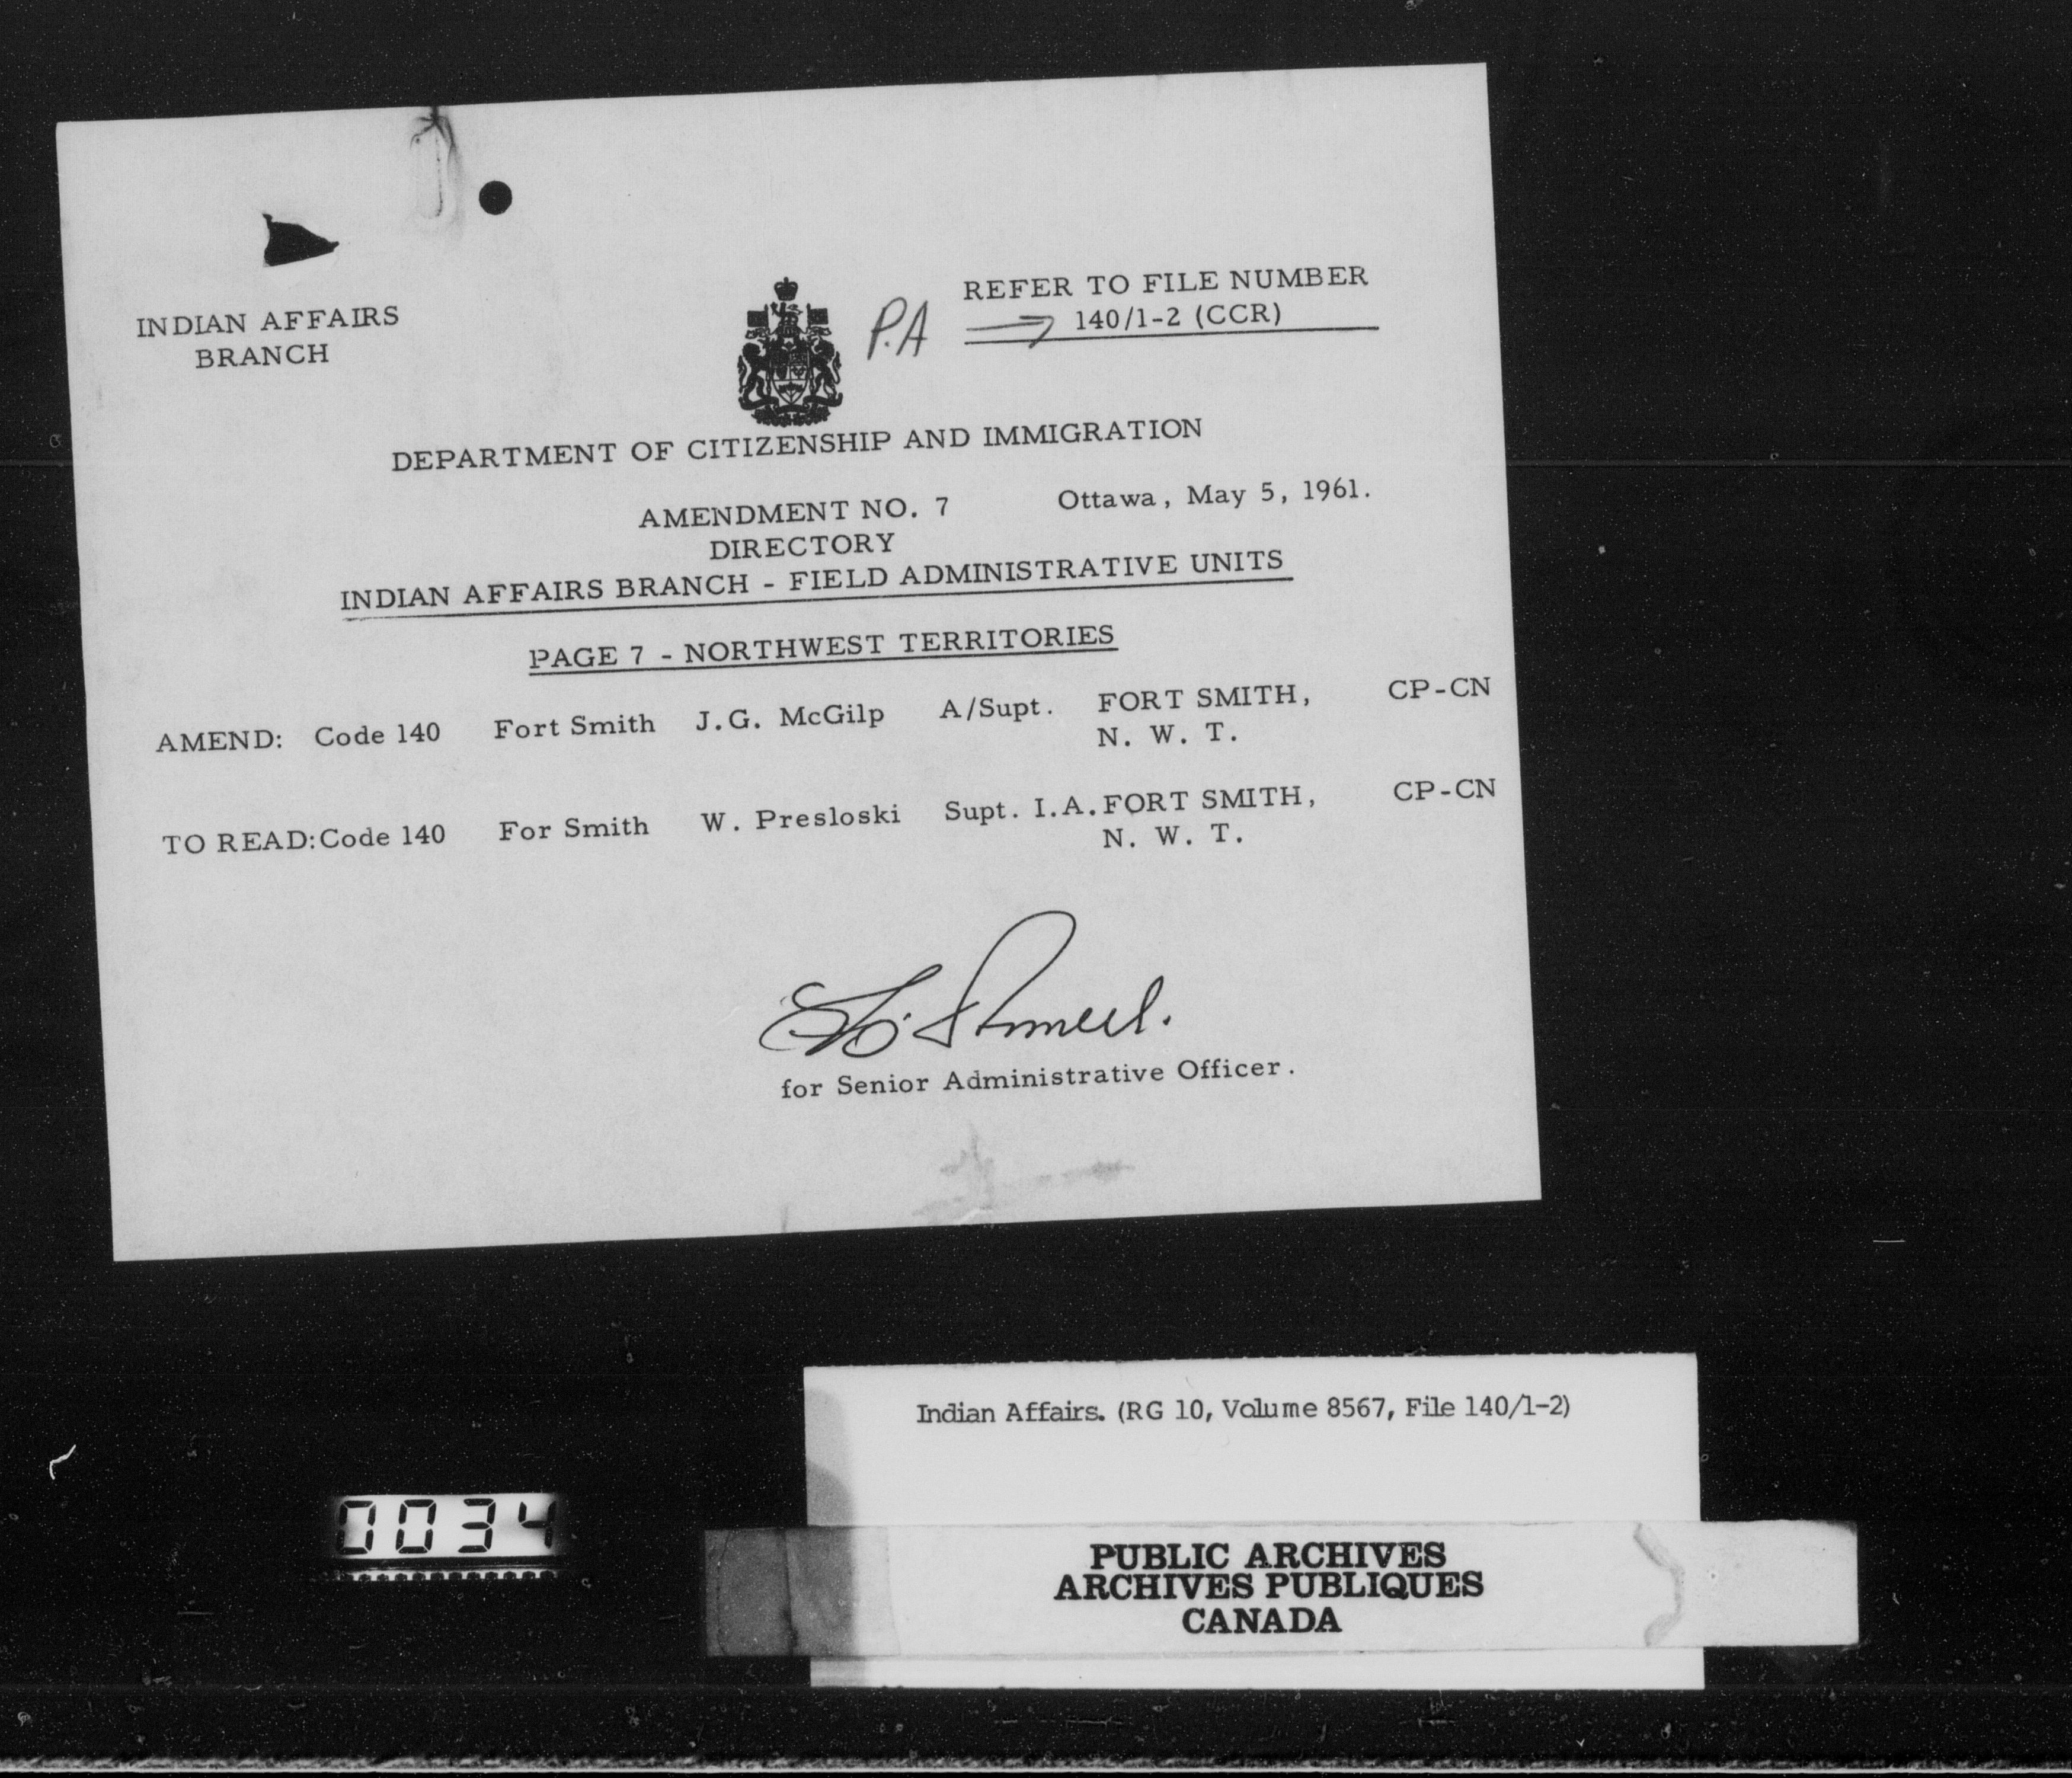 INDIAN AFFAIRS
BRANCH
P.A
REFER TO FILE NUMBER
140/1-2 (CCR)
DEPARTMENT OF CITIZENSHIP AND IMMIGRATION
AMENDMENT NO. 7 Ottawa, May 5, 1961.
DIRECTORY
INDIAN AFFAIRS BRANCH - FIELD ADMINISTRATIVE UNITS
PAGE 7 - NORTHWEST TERRITORIES
AMEND: Code 140 Fort Smith J.G. McGilp A/Supt. FORT SMITH, CP-CN
N. W. T.
TO READ: Code 140 For Smith W. Presloski Supt. I.A. FORT SMITH, CP-CN
N. W. T.
for Senior Administrative Officer.
Indian Affairs. (RG 10, Volume 8567, File 140/1-2)
0034
PUBLIC ARCHIVES
ARCHIVES PUBLIQUES
CANADA